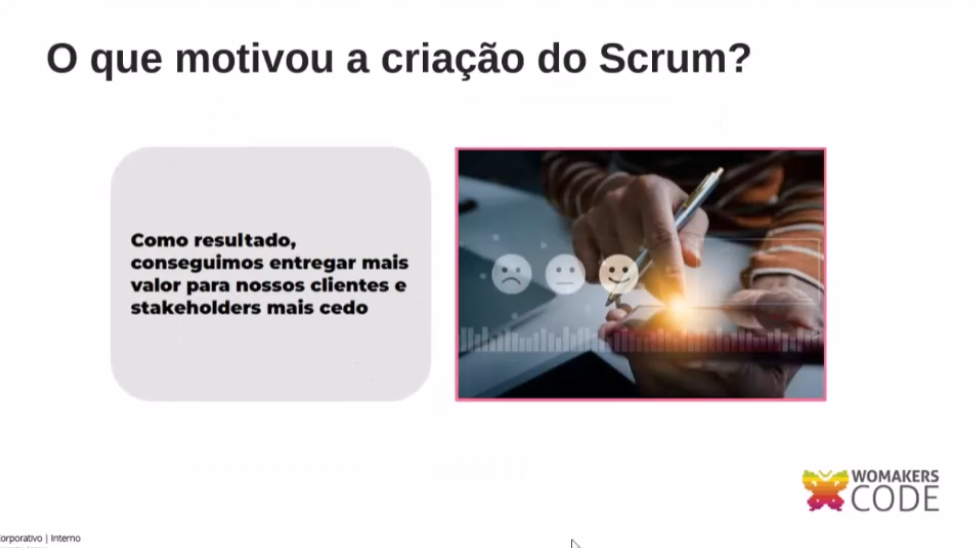 O que motivou a criação do Scrum?
Como resultado,
conseguimos entregar mais
valor para nossos clientes e
stakeholders mais cedo
WOMAKERS
CODE
orporativo | Interno